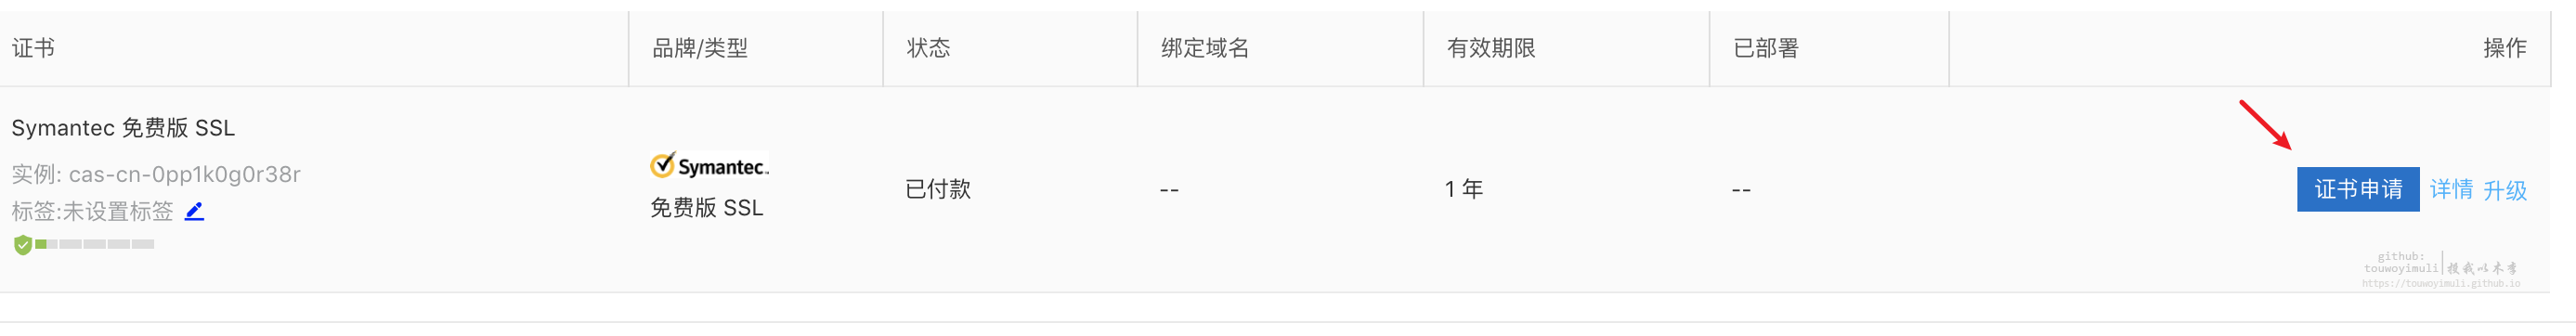 证书 品牌/类型 状态 绑定域名 有效期限 已部署 操作
Symantec 免费版 SSL
实例: cas-cn-0pp1k0g0r38r
标签:未设置标签
Symantec.
免费版 SSL
已付款
--
1 年
--
证书申请 详情 升级
github:
touwoyimuli
投我以木李
https://touwoyimuli.github.io